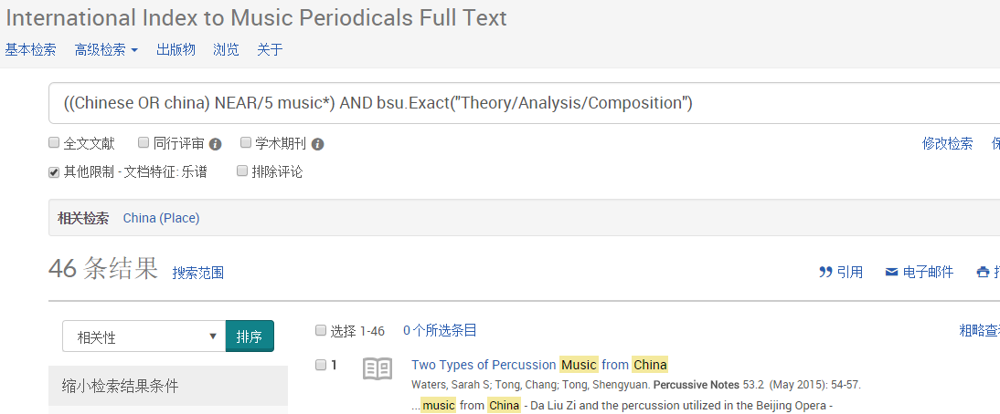 International Index to Music Periodicals Full Text
基本检索 高级检索 出版物 浏览 关于
((Chinese OR china) NEAR/5 music*) AND bsu.Exact("Theory/Analysis/Composition")
全文文献 同行评审 学术期刊 修改检索
其他限制 - 文档特征: 乐谱 排除评论
相关检索 China (Place)
46 条结果 搜索范围 引用 电子邮件
相关性 排序 选择 1-46 0个所选条目 粗略查
缩小检索结果条件
1 Two Types of Percussion Music from China
Waters, Sarah S; Tong, Chang; Tong, Shengyuan. Percussive Notes 53.2 (May 2015): 54-57.
...music from China - Da Liu Zi and the percussion utilized in the Beijing Opera -